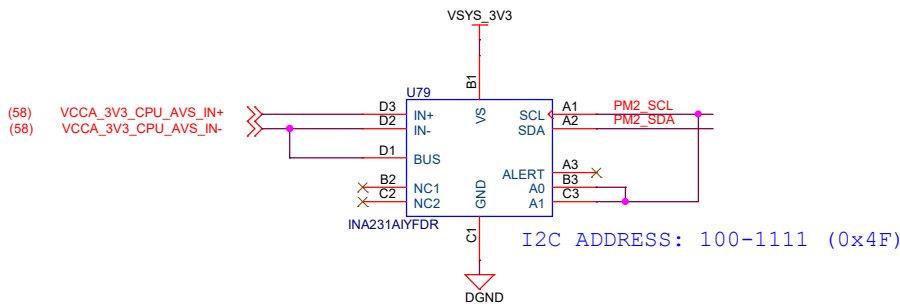 VSYS_3V3
B1
U79
(58) VCCA_3V3_CPU_AVS_IN+ D3 IN+ VS SCL A1 PM2_SCL
(58) VCCA_3V3_CPU_AVS_IN- D2 IN- SDA A2 PM2_SDA
D1 BUS
ALERT A3
B2 NC1 A0 B3
C2 NC2 GND A1 C3
INA231AIYFDR
C1
I2C ADDRESS: 100-1111 (0x4F)
DGND